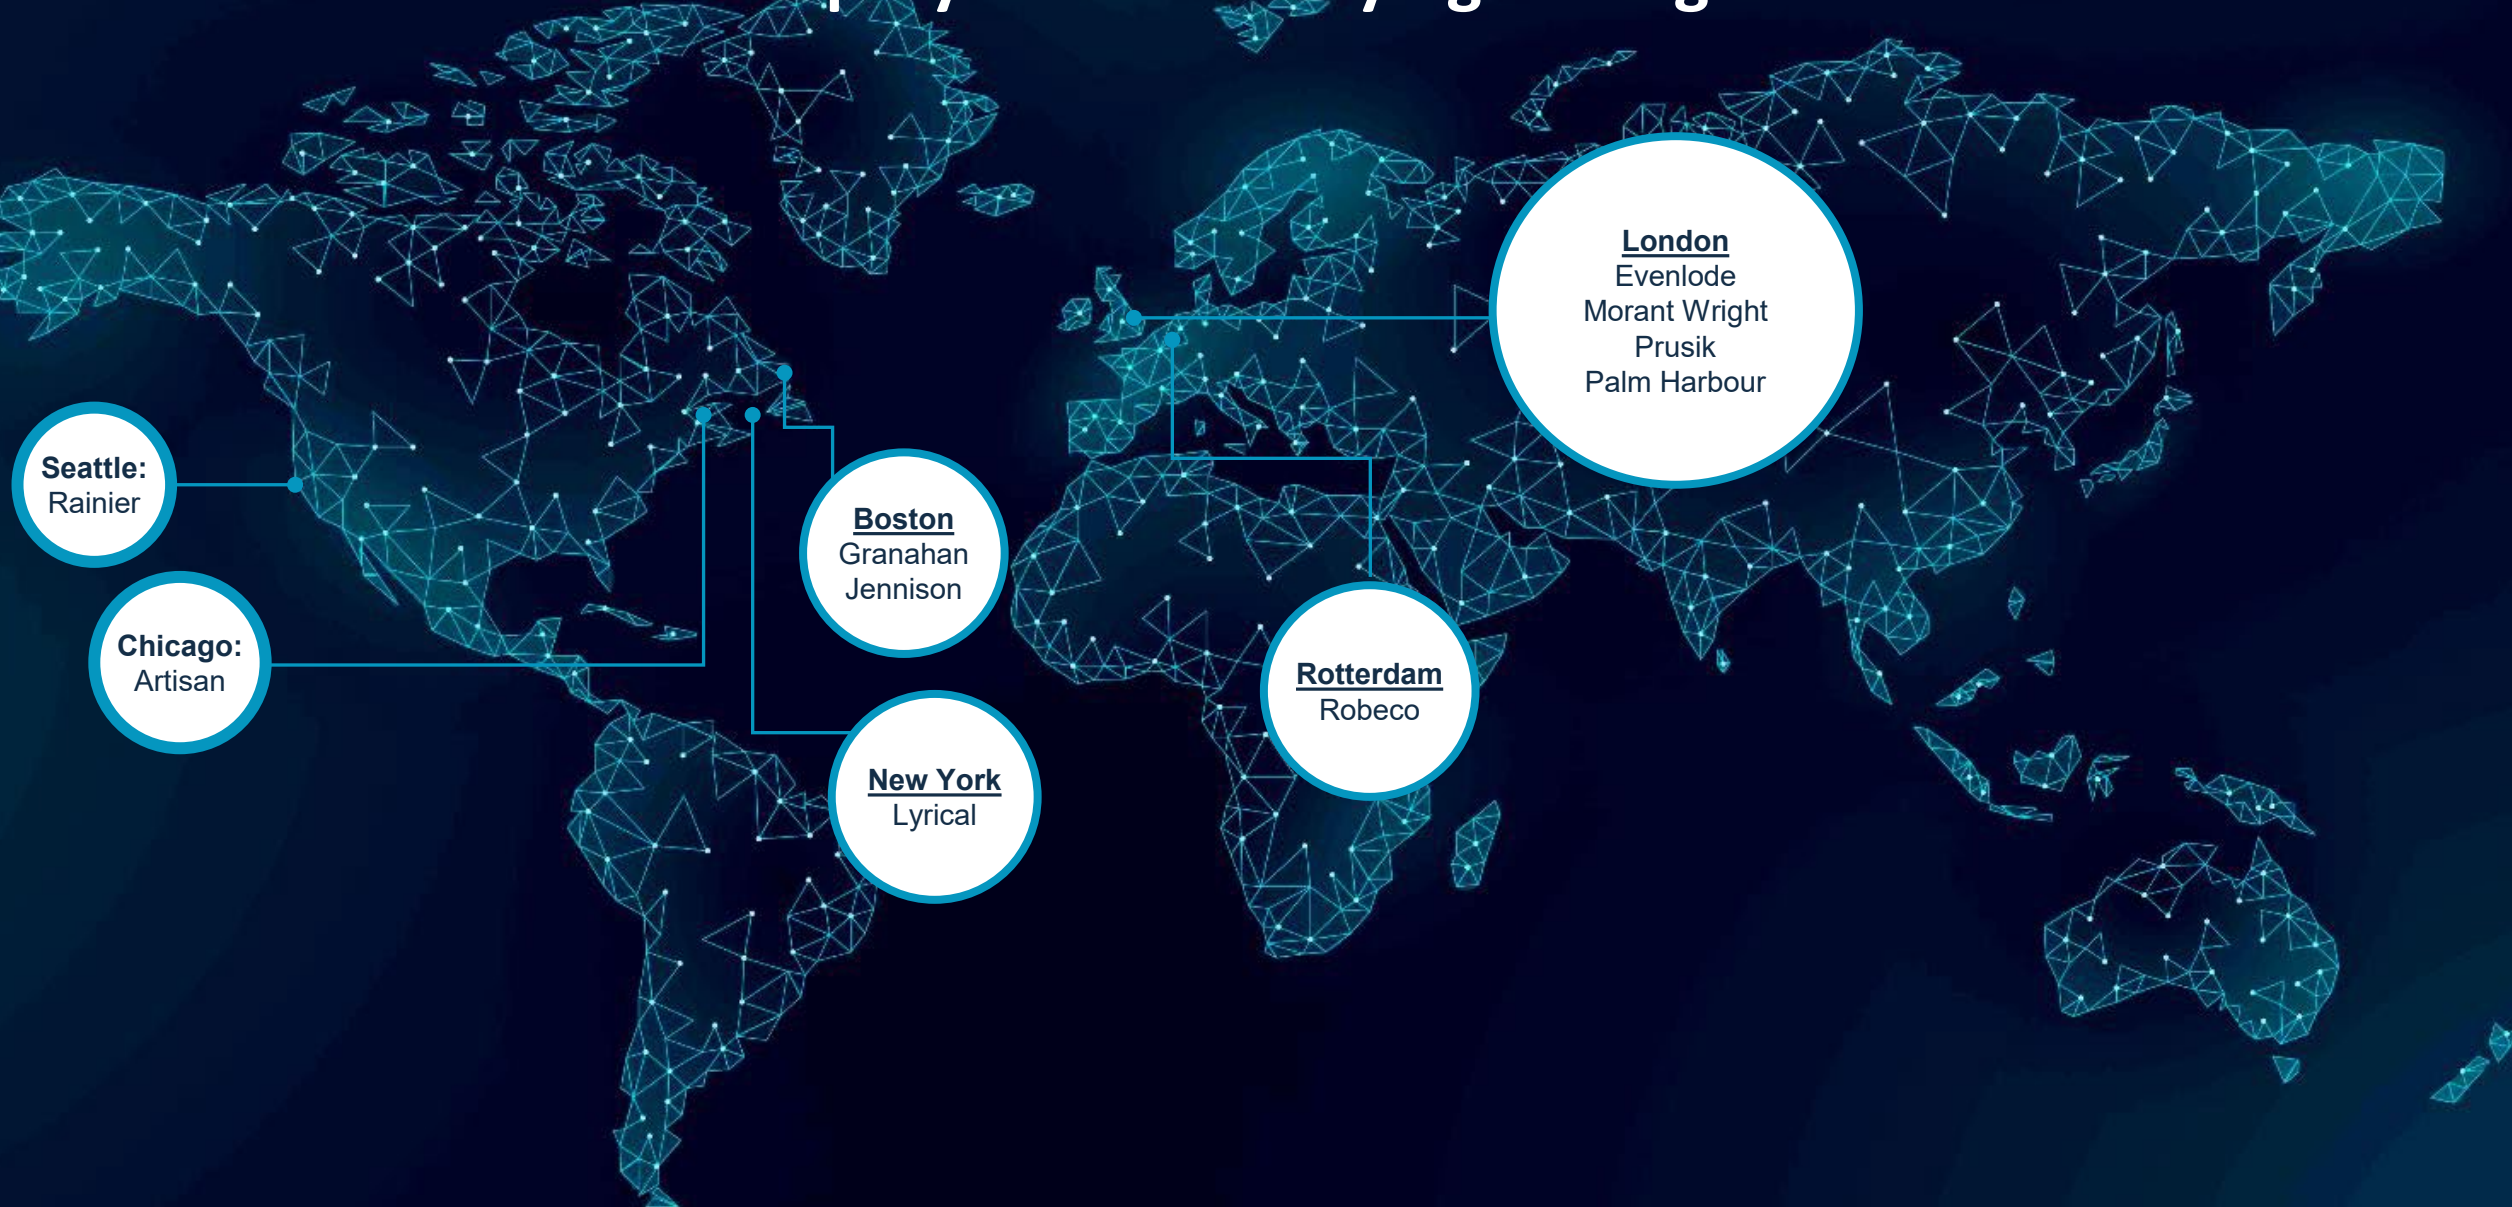 London
Evenlode
Morant Wright
Prusik
Palm Harbour
Seattle:
Rainier
Boston
Granahan
Jennison
Chicago:
Artisan
Rotterdam
Robeco
New York
Lyrical